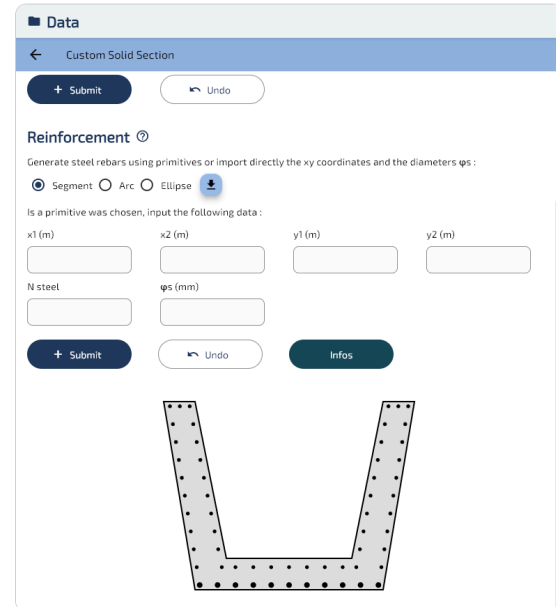 Data
Custom Solid Section
+ Submit Undo
Reinforcement
Generate steel rebars using primitives or import directly the xy coordinates and the diameters φs :
Segment Arc Ellipse
Is a primitive was chosen, input the following data :
x1 (m) x2 (m) y1 (m) y2 (m)
N steel φs (mm)
+ Submit Undo Infos